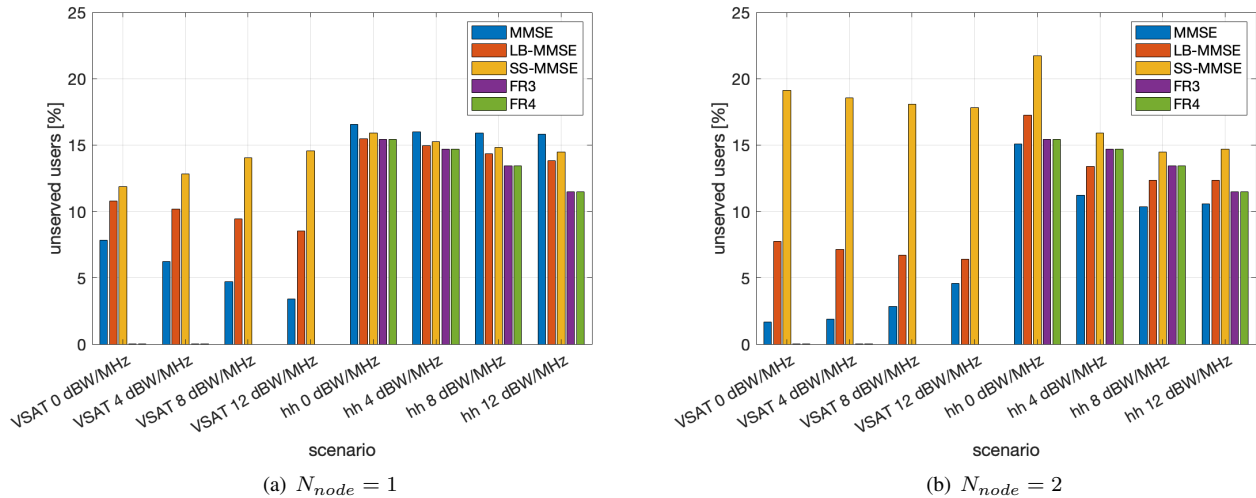 25
20
15
10
5
0
unserved users [%]
MMSE
LB-MMSE
SS-MMSE
FR3
FR4
VSAT 0 dBW/MHz
VSAT 4 dBW/MHz
VSAT 8 dBW/MHz
VSAT 12 dBW/MHz
hh 0 dBW/MHz
hh 4 dBW/MHz
hh 8 dBW/MHz
hh 12 dBW/MHz
scenario
(a) N_{node} = 1
25
20
15
10
5
0
unserved users [%]
MMSE
LB-MMSE
SS-MMSE
FR3
FR4
VSAT 0 dBW/MHz
VSAT 4 dBW/MHz
VSAT 8 dBW/MHz
VSAT 12 dBW/MHz
hh 0 dBW/MHz
hh 4 dBW/MHz
hh 8 dBW/MHz
hh 12 dBW/MHz
scenario
(b) N_{node} = 2